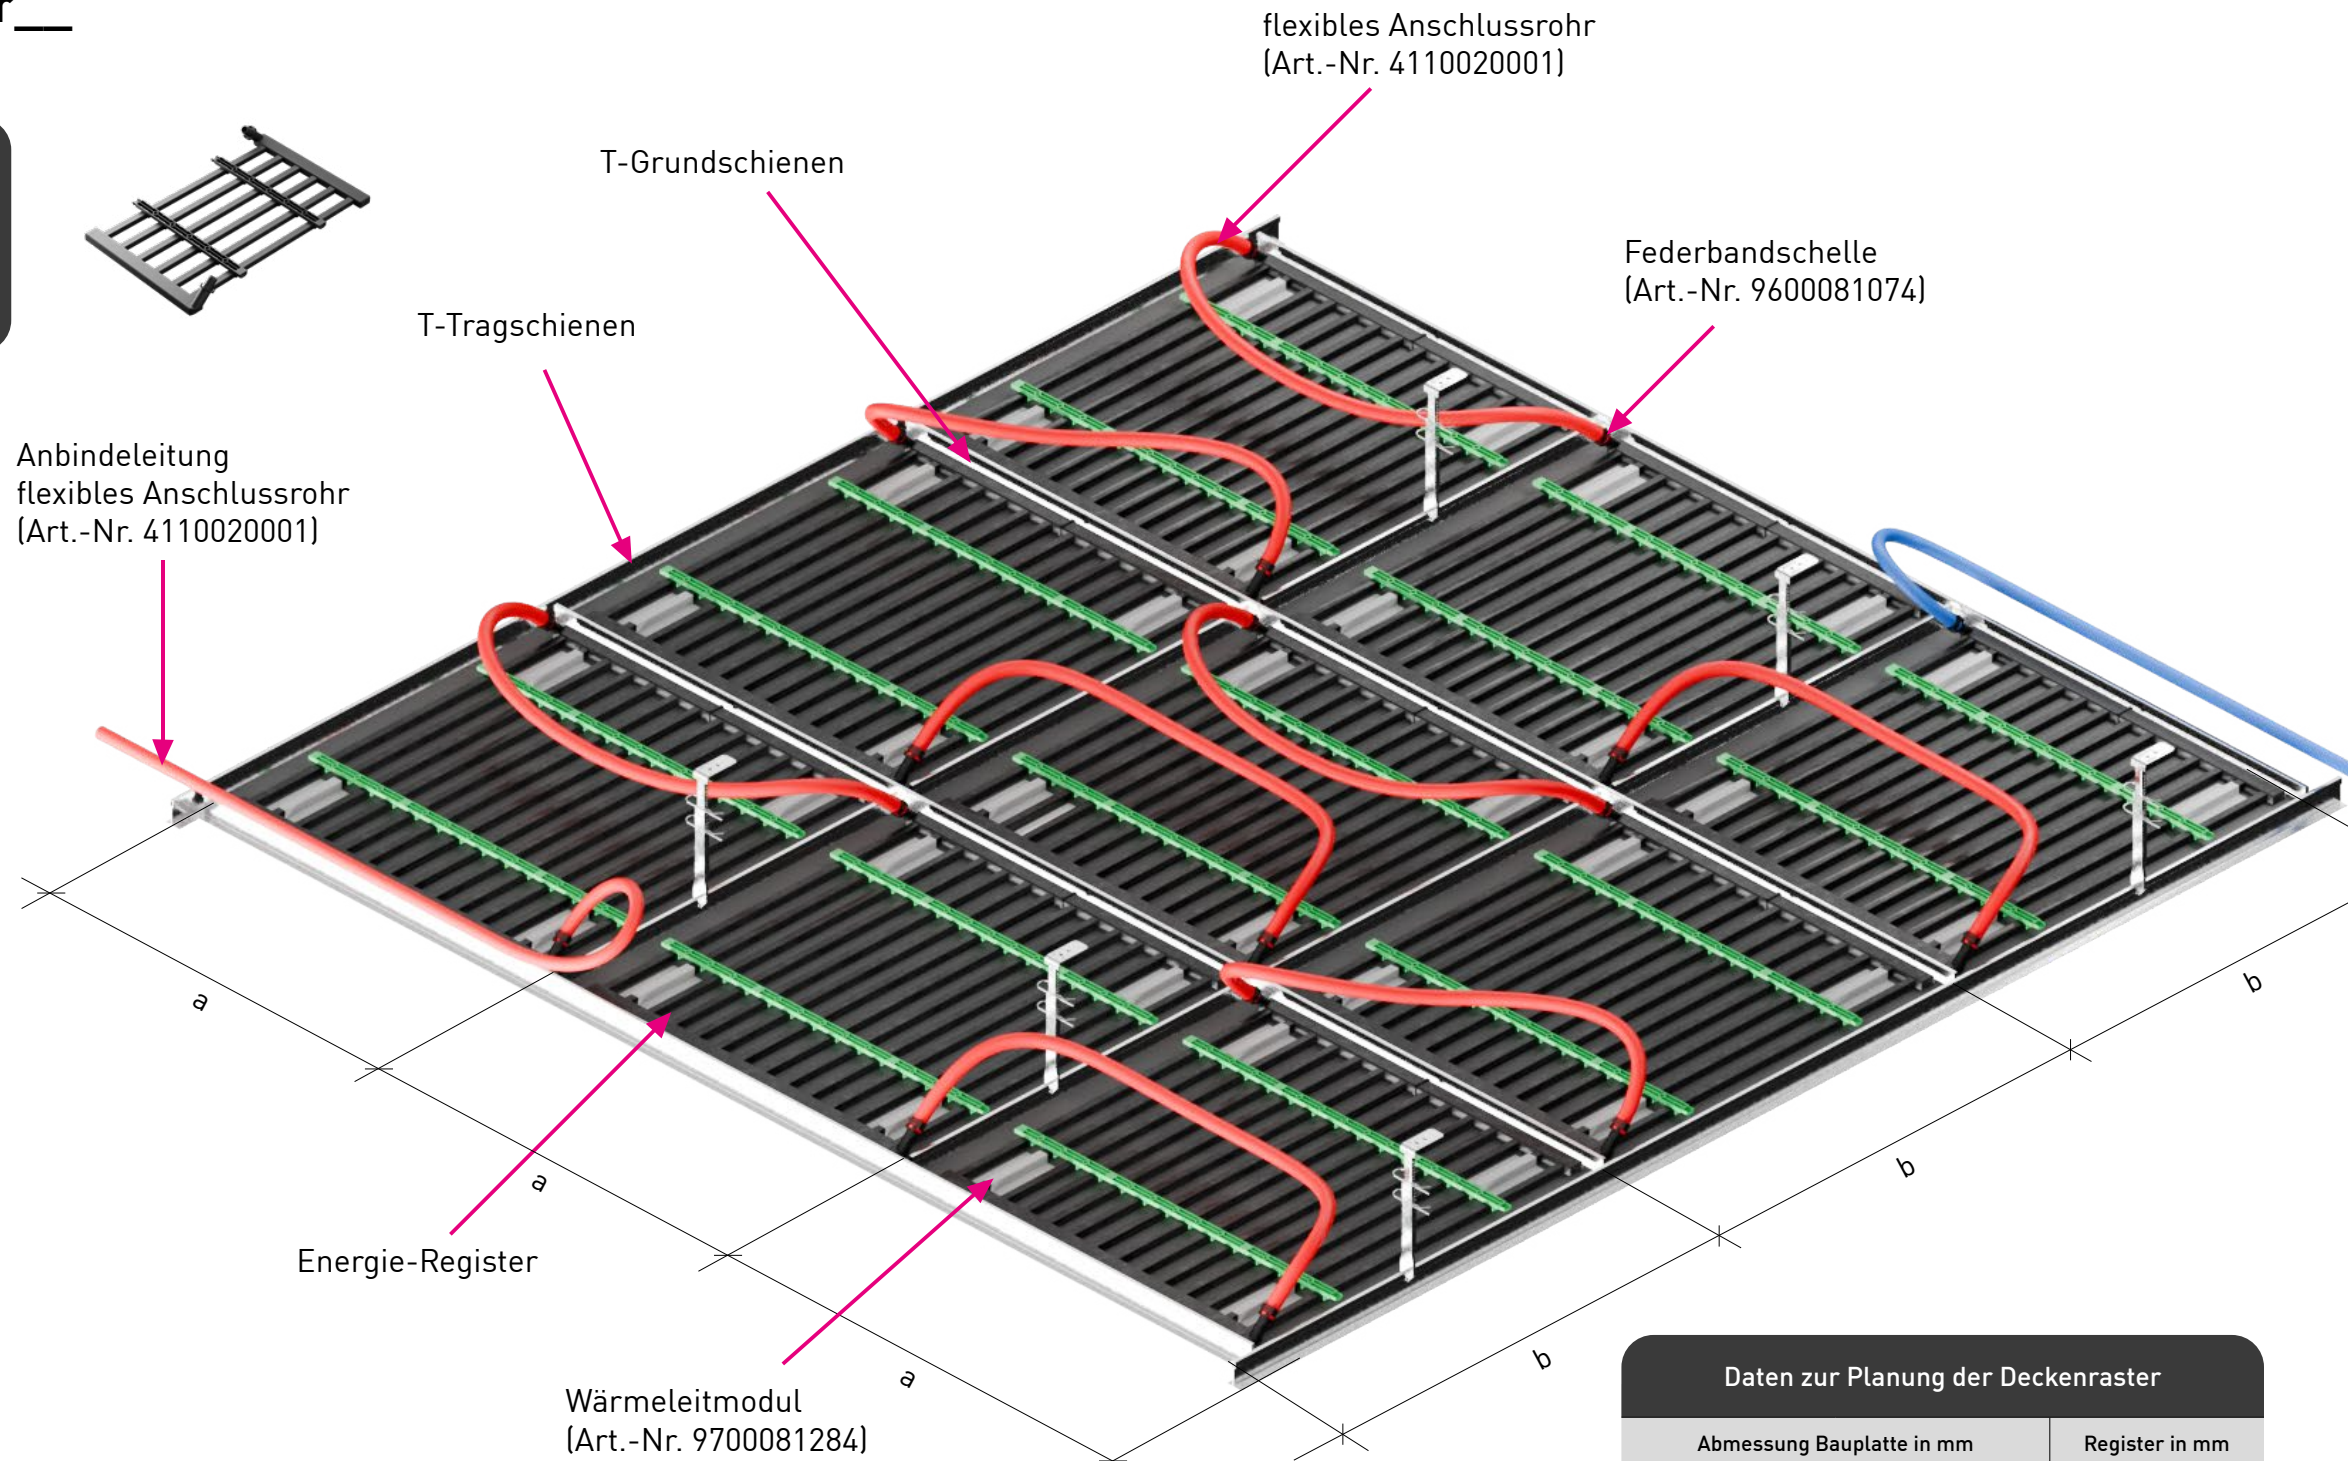 r__
flexibles Anschlussrohr
(Art.-Nr. 4110020001)
T-Grundschienen
Federbandschelle
(Art.-Nr. 9600081074)
T-Tragschienen
Anbindeleitung
flexibles Anschlussrohr
(Art.-Nr. 4110020001)
a
a
a
b
b
b
Energie-Register
Wärmeleitmodul
(Art.-Nr. 9700081284)
Daten zur Planung der Deckenraster
Abmessung Bauplatte in mm
Register in mm